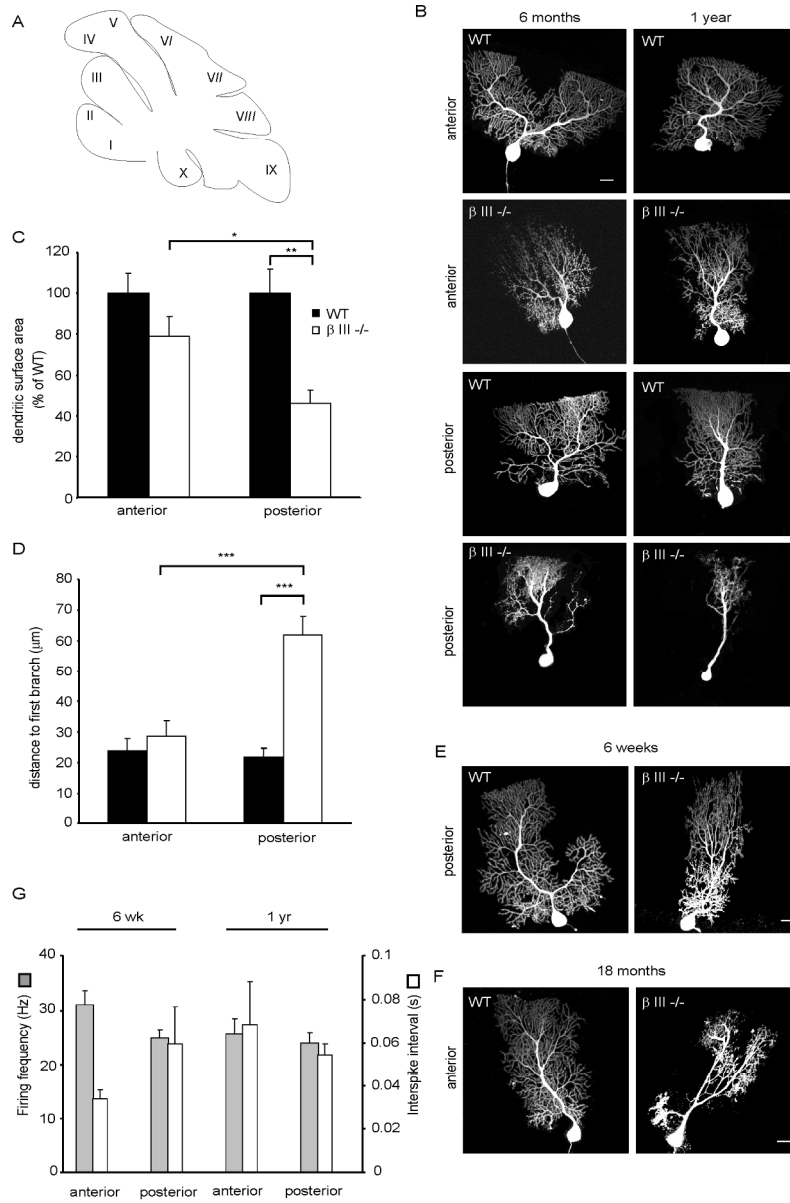 A
V
VI
IV
III
VII
II
VIII
I
X
IX
B
6 months
1 year
anterior
WT
WT
anterior
β III -/-
β III -/-
posterior
WT
WT
posterior
β III -/-
β III -/-
C
dendritic surface area
(% of WT)
120
100
80
60
40
20
0
*
**
WT
β III -/-
anterior
posterior
D
distance to first branch (μm)
80
70
60
50
40
30
20
10
0
***
***
anterior
posterior
E
6 weeks
posterior
WT
β III -/-
F
18 months
anterior
WT
β III -/-
G
6 wk
1 yr
Firing frequency (Hz)
40
30
20
10
0
Interspike interval (s)
0.1
0.08
0.06
0.04
0.02
0
anterior
posterior
anterior
posterior